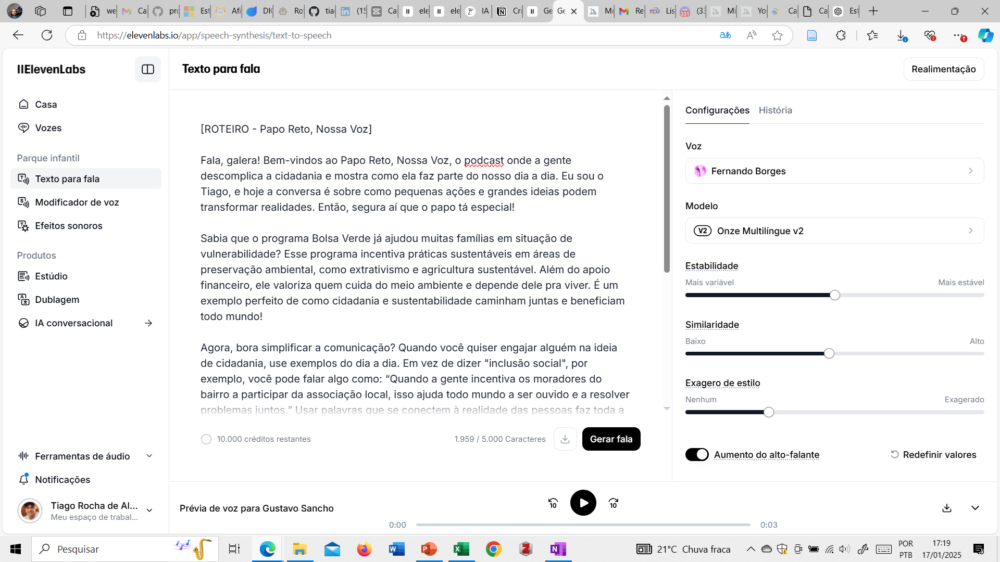 we
Ca
pro
Est
Afi
DIO
Ro
tia
(15
Ca
ele
ele
IA
Cri
Ge
Ge
Me
Re
Lis
(33
331
Mi
Yo
Ca
Ca
Est
https://elevenlabs.io/app/speech-synthesis/text-to-speech
IIElevenLabs
Casa
Vozes
Parque infantil
Texto para fala
Modificador de voz
Efeitos sonoros
Produtos
Estúdio
Dublagem
IA conversacional
Ferramentas de áudio
Notificações
Tiago Rocha de Al...
Meu espaço de trabal...
Texto para fala
Realimentação
[ROTEIRO - Papo Reto, Nossa Voz]
Fala, galera! Bem-vindos ao Papo Reto, Nossa Voz, o podcast onde a gente
descomplica a cidadania e mostra como ela faz parte do nosso dia a dia. Eu sou o
Tiago, e hoje a conversa é sobre como pequenas ações e grandes ideias podem
transformar realidades. Então, segura aí que o papo tá especial!
Sabia que o programa Bolsa Verde já ajudou muitas famílias em situação de
vulnerabilidade? Esse programa incentiva práticas sustentáveis em áreas de
preservação ambiental, como extrativismo e agricultura sustentável. Além do apoio
financeiro, ele valoriza quem cuida do meio ambiente e depende dele pra viver. É um
exemplo perfeito de como cidadania e sustentabilidade caminham juntas e beneficiam
todo mundo!
Agora, bora simplificar a comunicação? Quando você quiser engajar alguém na ideia
de cidadania, use exemplos do dia a dia. Em vez de dizer "inclusão social", por
exemplo, você pode falar algo como: “Quando a gente incentiva os moradores do
bairro a participar da associação local, isso ajuda todo mundo a ser ouvido e a resolver
problemas juntos.” Usar palavras que se conectem à realidade das pessoas faz toda a
10.000 créditos restantes
1.959 / 5.000 Caracteres
Gerar fala
Configurações
História
Voz
Fernando Borges
Modelo
V2 Onze Multilíngue v2
Estabilidade
Mais variável
Mais estável
Similaridade
Baixo
Alto
Exagero de estilo
Nenhum
Exagerado
Aumento do alto-falante
Redefinir valores
Prévia de voz para Gustavo Sancho
10
10
0:00
0:03
Pesquisar
21°C Chuva fraca
POR
PTB
17:19
17/01/2025